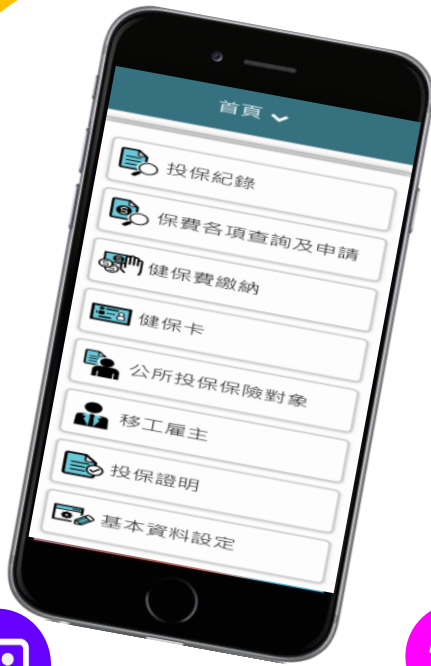 首頁
投保紀錄
保費各項查詢及申請
健保費繳納
健保卡
公所投保保險對象
移工雇主
投保證明
基本資料設定